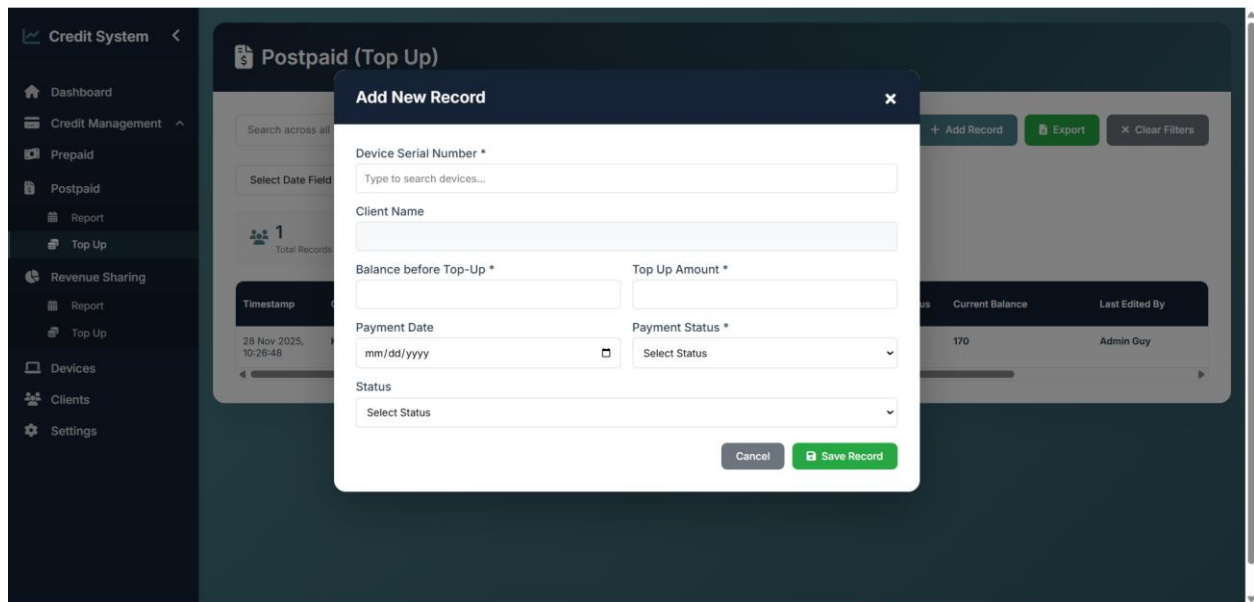 Credit System
Dashboard
Credit Management
Prepaid
Postpaid
Report
Top Up
Revenue Sharing
Report
Top Up
Devices
Clients
Settings
Postpaid (Top Up)
Search across all
+ Add Record
Export
× Clear Filters
Select Date Field
1
Total Records
Timestamp
Current Balance
Last Edited By
28 Nov 2025,
10:26:48
170
Admin Guy
Add New Record
×
Device Serial Number *
Type to search devices...
Client Name
Balance before Top-Up * Top Up Amount *
Payment Date Payment Status *
mm/dd/yyyy Select Status
Status
Select Status
Cancel Save Record